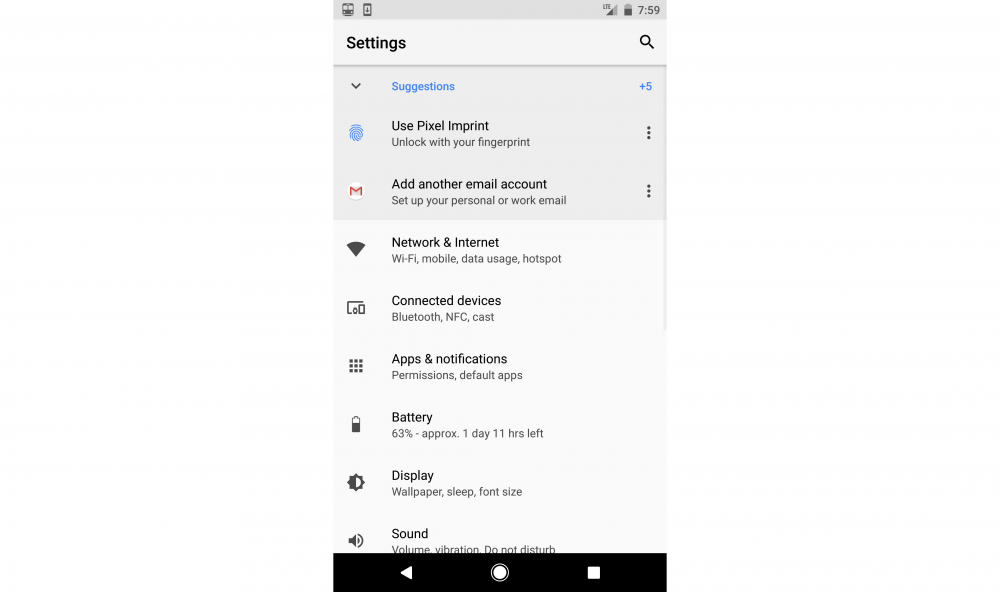 LTE 7:59
Settings
Suggestions +5
Use Pixel Imprint
Unlock with your fingerprint
Add another email account
Set up your personal or work email
Network & Internet
Wi-Fi, mobile, data usage, hotspot
Connected devices
Bluetooth, NFC, cast
Apps & notifications
Permissions, default apps
Battery
63% - approx. 1 day 11 hrs left
Display
Wallpaper, sleep, font size
Sound
Volume, vibration, Do not disturb